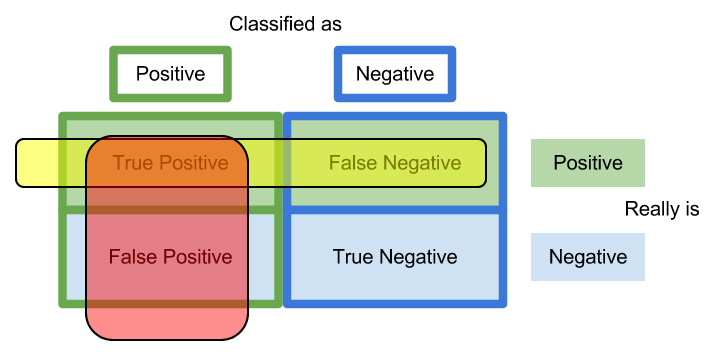 Classified as
Positive
Negative
True Positive
False Negative
Positive
Really is
False Positive
True Negative
Negative